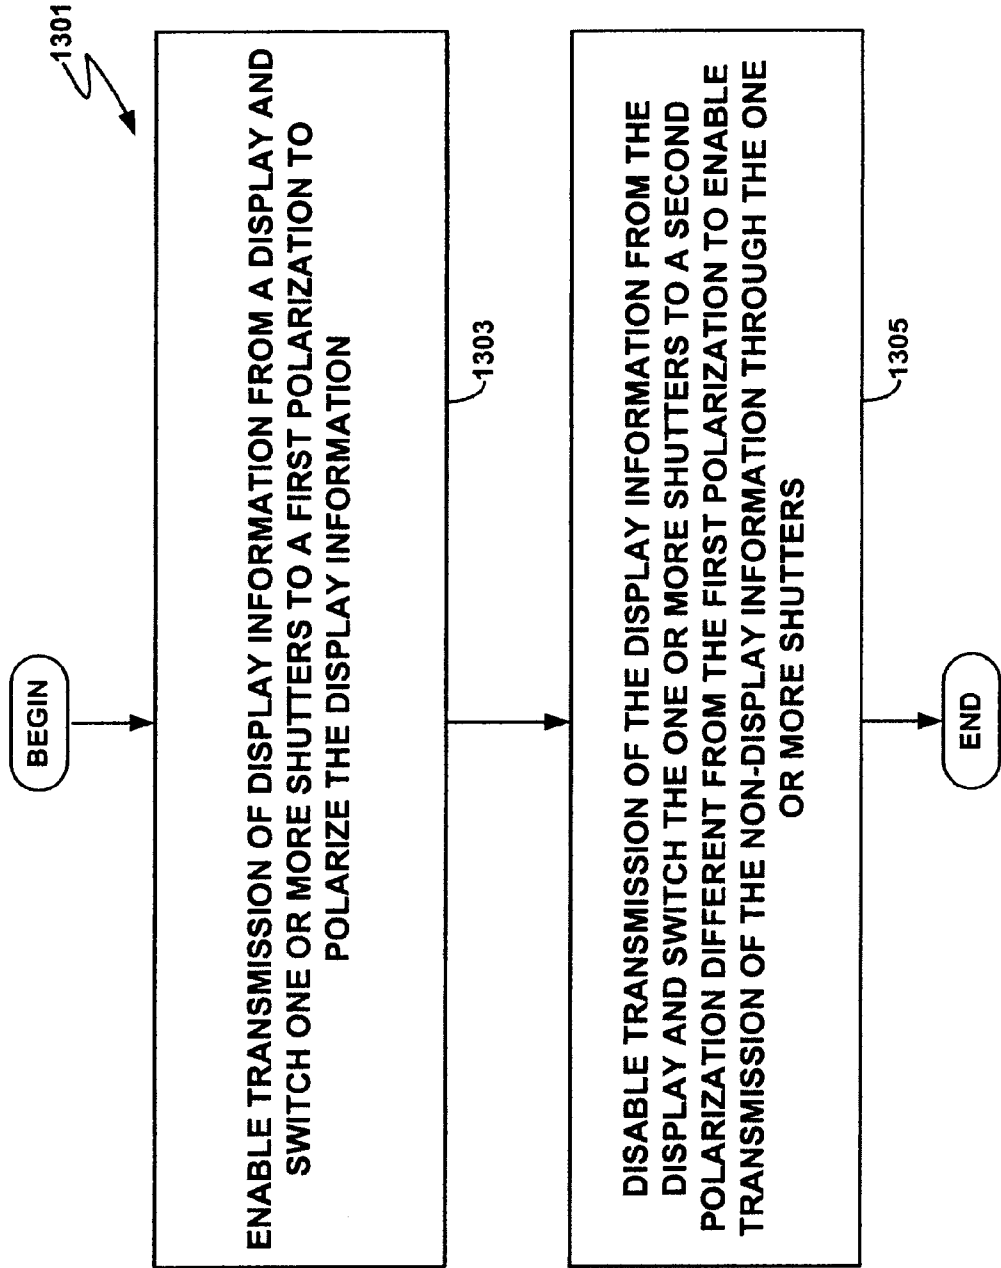 1301
BEGIN
ENABLE TRANSMISSION OF DISPLAY INFORMATION FROM A DISPLAY AND
SWITCH ONE OR MORE SHUTTERS TO A FIRST POLARIZATION TO
POLARIZE THE DISPLAY INFORMATION
1303
DISABLE TRANSMISSION OF THE DISPLAY INFORMATION FROM THE
DISPLAY AND SWITCH THE ONE OR MORE SHUTTERS TO A SECOND
POLARIZATION DIFFERENT FROM THE FIRST POLARIZATION TO ENABLE
TRANSMISSION OF THE NON-DISPLAY INFORMATION THROUGH THE ONE
OR MORE SHUTTERS
1305
END